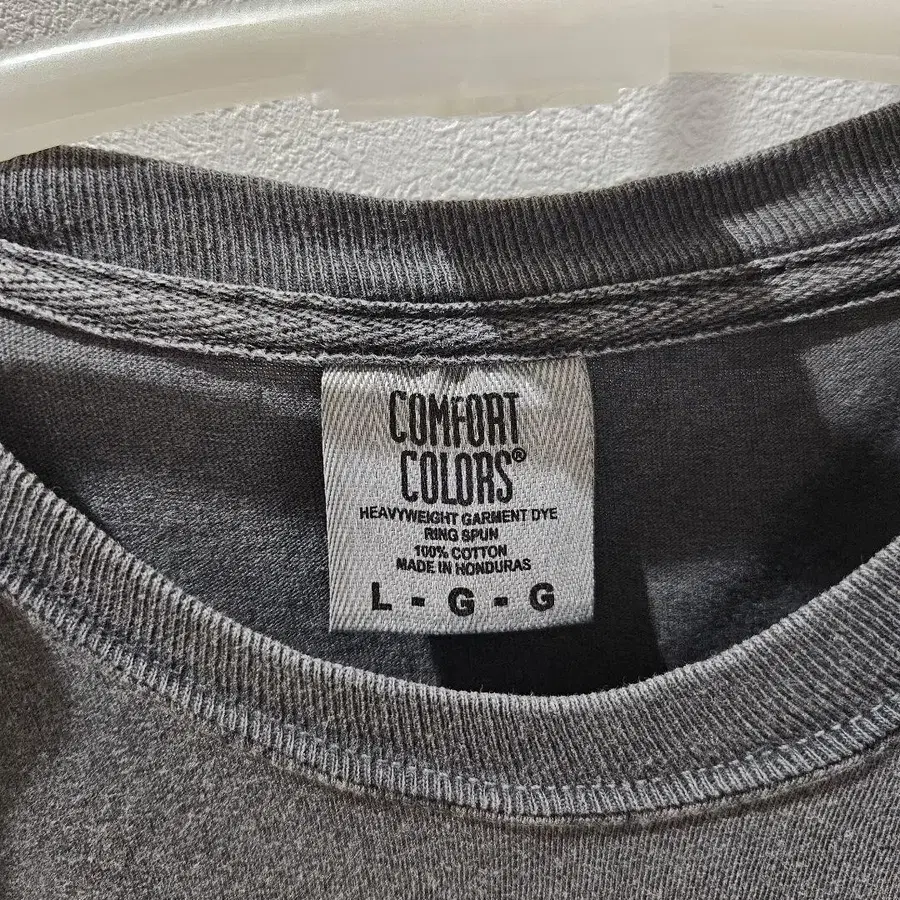 COMFORT
COLORS®
HEAVYWEIGHT GARMENT DYE
RING SPUN
100% COTTON
MADE IN HONDURAS
L - G - G